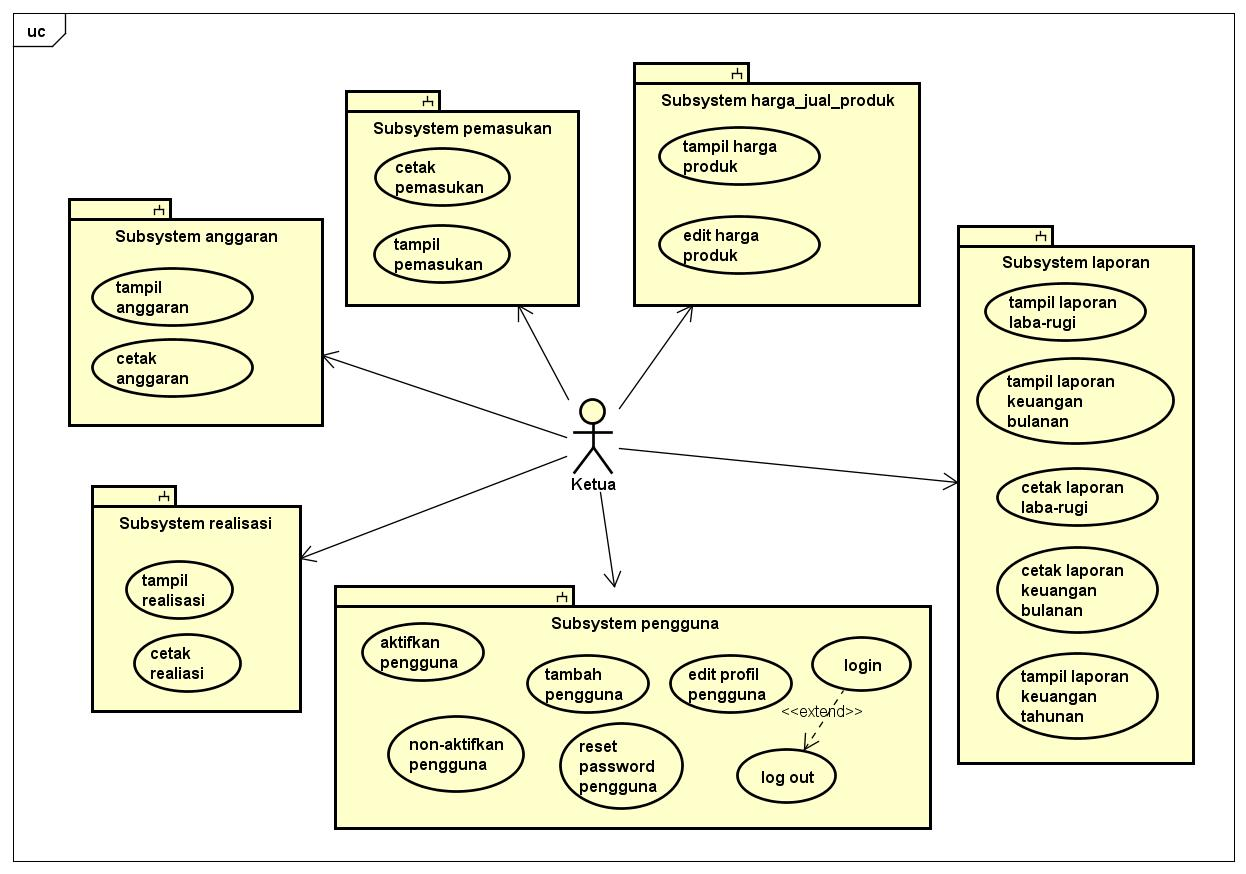 uc
Subsystem harga_jual_produk
tampil harga
produk
edit harga
produk
Subsystem pemasukan
cetak
pemasukan
tampil
pemasukan
Subsystem anggaran
tampil
anggaran
cetak
anggaran
Subsystem laporan
tampil laporan
laba-rugi
tampil laporan
keuangan
bulanan
cetak laporan
laba-rugi
cetak laporan
keuangan
bulanan
tampil laporan
keuangan
tahunan
Ketua
Subsystem realisasi
tampil
realisasi
cetak
realiasi
Subsystem pengguna
aktifkan
pengguna
tambah
pengguna
edit profil
pengguna
login
<<extend>>
non-aktifkan
pengguna
reset
password
pengguna
log out